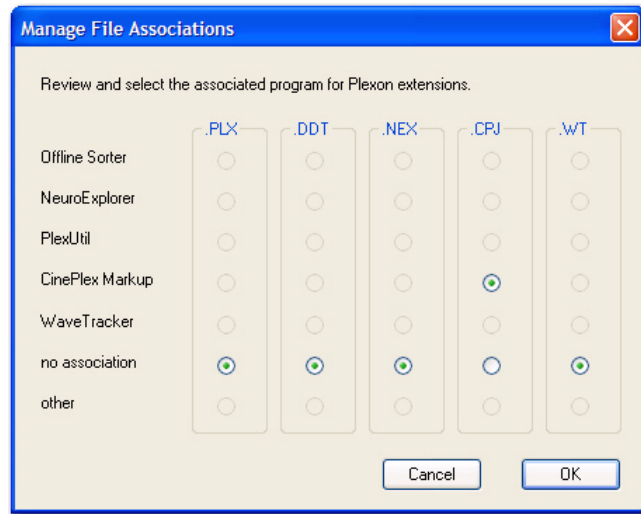 Manage File Associations
Review and select the associated program for Plexon extensions.
.PLX .DDT .NEX .CPJ .WT
Offline Sorter
NeuroExplorer
PlexUtil
CinePlex Markup
WaveTracker
no association
other
Cancel OK